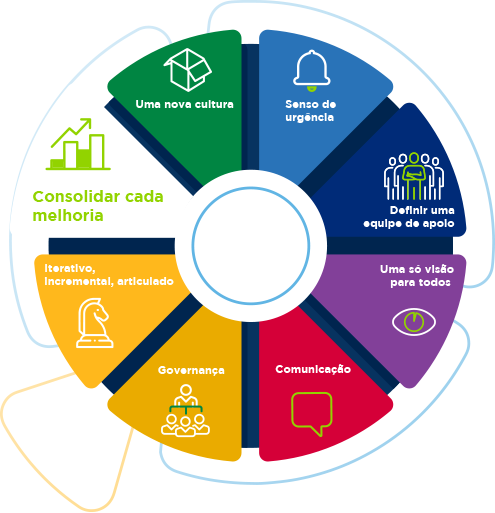 Uma nova cultura
Senso de
urgência
Definir uma
equipe de apoio
Uma só visão
para todos
Comunicação
Governança
Iterativo,
incremental, articulado
Consolidar cada
melhoria